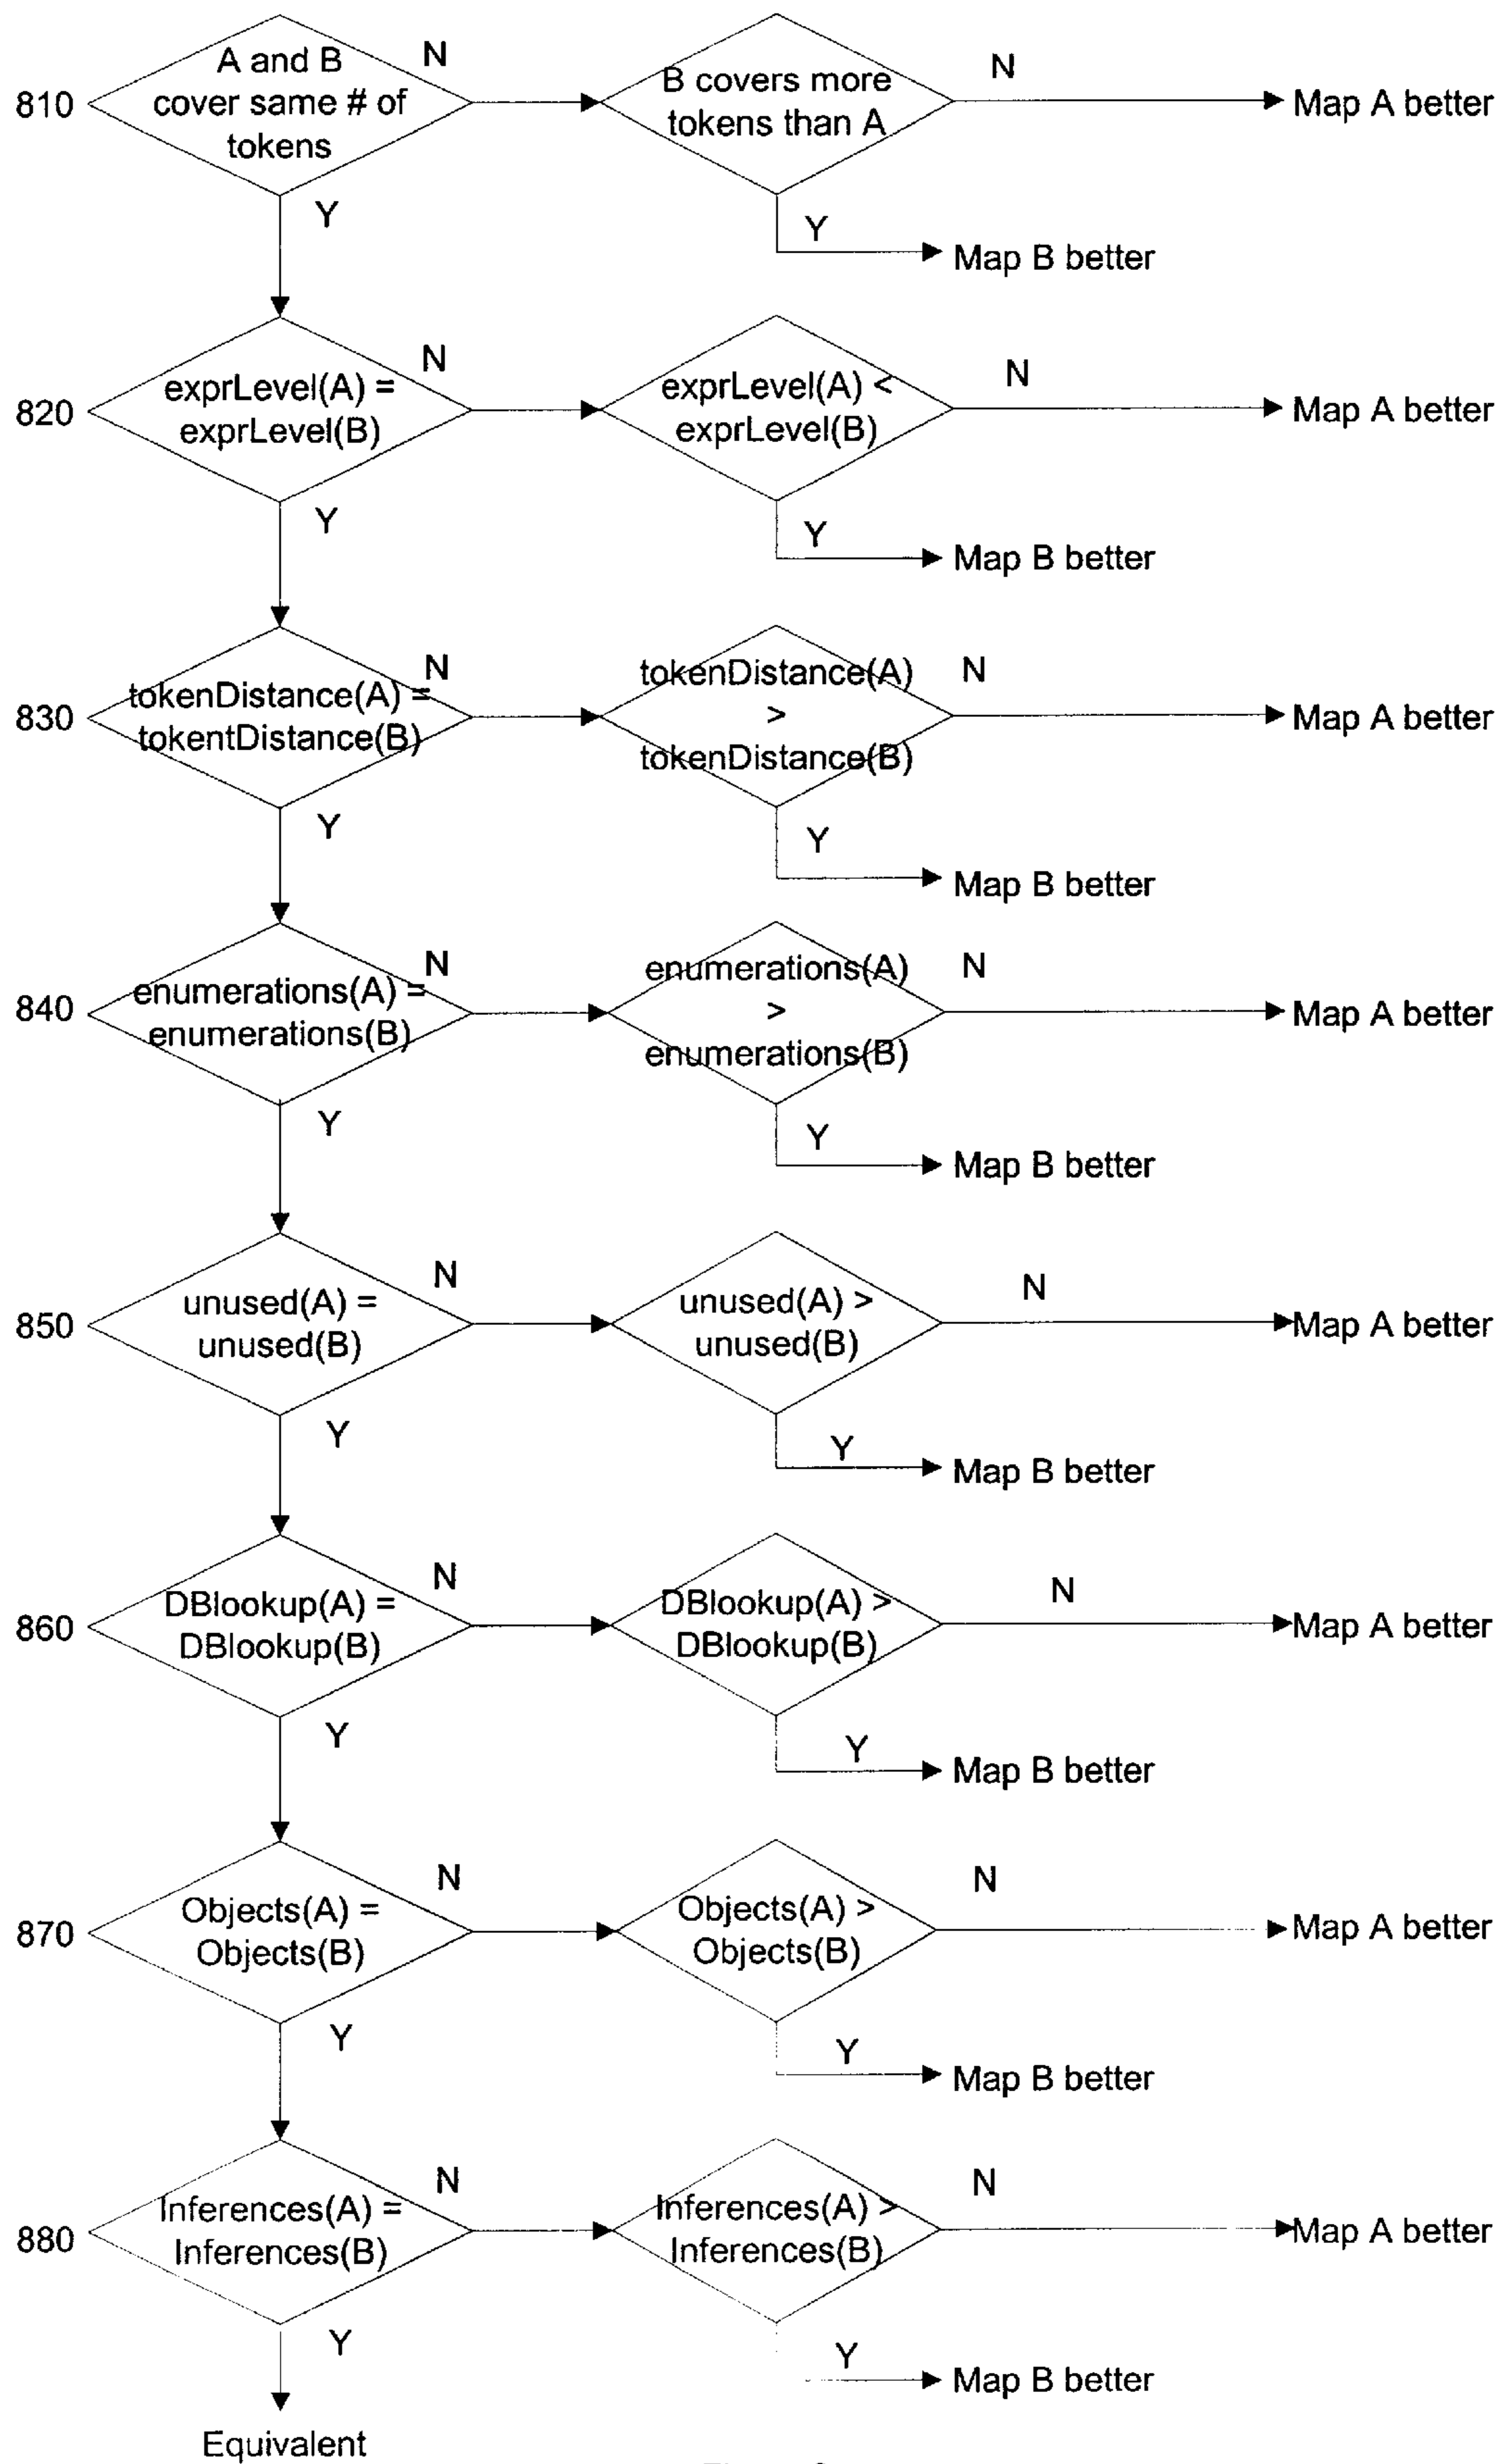 A and B
cover same # of
tokens
N
B covers more
tokens than A
N
Map A better
810
Y
Y
Map B better
exprLevel(A) =
exprLevel(B)
N
exprLevel(A) <
exprLevel(B)
N
Map A better
820
Y
Y
Map B better
tokenDistance(A) =
tokentDistance(B)
N
tokenDistance(A)
>
tokenDistance(B)
N
Map A better
830
Y
Y
Map B better
enumerations(A) =
enumerations(B)
N
enumerations(A)
>
enumerations(B)
N
Map A better
840
Y
Y
Map B better
unused(A) =
unused(B)
N
unused(A) >
unused(B)
N
Map A better
850
Y
Y
Map B better
DBlookup(A) =
DBlookup(B)
N
DBlookup(A) >
DBlookup(B)
N
Map A better
860
Y
Y
Map B better
Objects(A) =
Objects(B)
N
Objects(A) >
Objects(B)
N
Map A better
870
Y
Y
Map B better
Inferences(A) =
Inferences(B)
N
Inferences(A) >
Inferences(B)
N
Map A better
880
Y
Y
Map B better
Equivalent